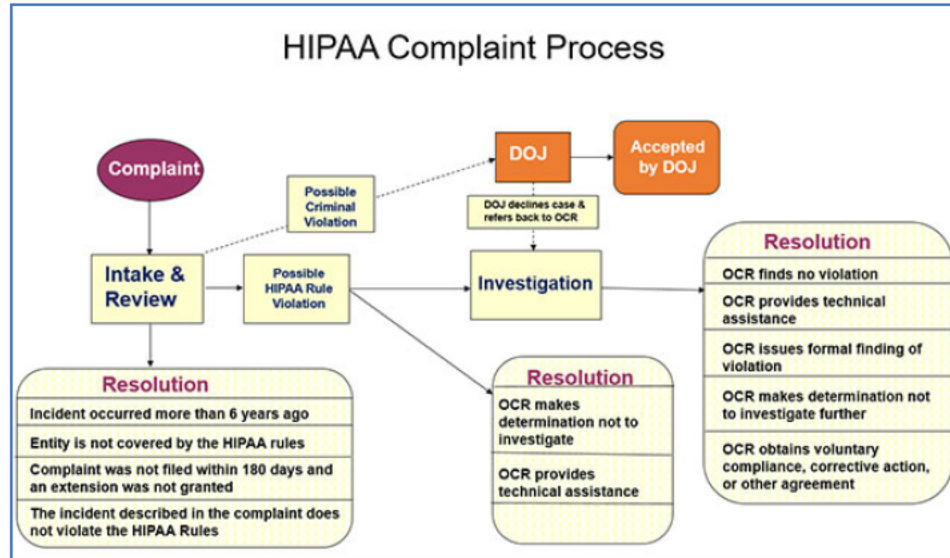 HIPAA Complaint Process
Complaint
DOJ
Accepted
by DOJ
Possible
Criminal
Violation
DOJ declines case &
refers back to OCR
Intake &
Review
Possible
HIPAA Rule
Violation
Investigation
Resolution
OCR finds no violation
OCR provides technical
assistance
OCR issues formal finding of
violation
OCR makes determination not
to investigate further
OCR obtains voluntary
compliance, corrective action,
or other agreement
Resolution
Incident occurred more than 6 years ago
Entity is not covered by the HIPAA rules
Complaint was not filed within 180 days and
an extension was not granted
The incident described in the complaint does
not violate the HIPAA Rules
Resolution
OCR makes
determination not to
investigate
OCR provides
technical assistance